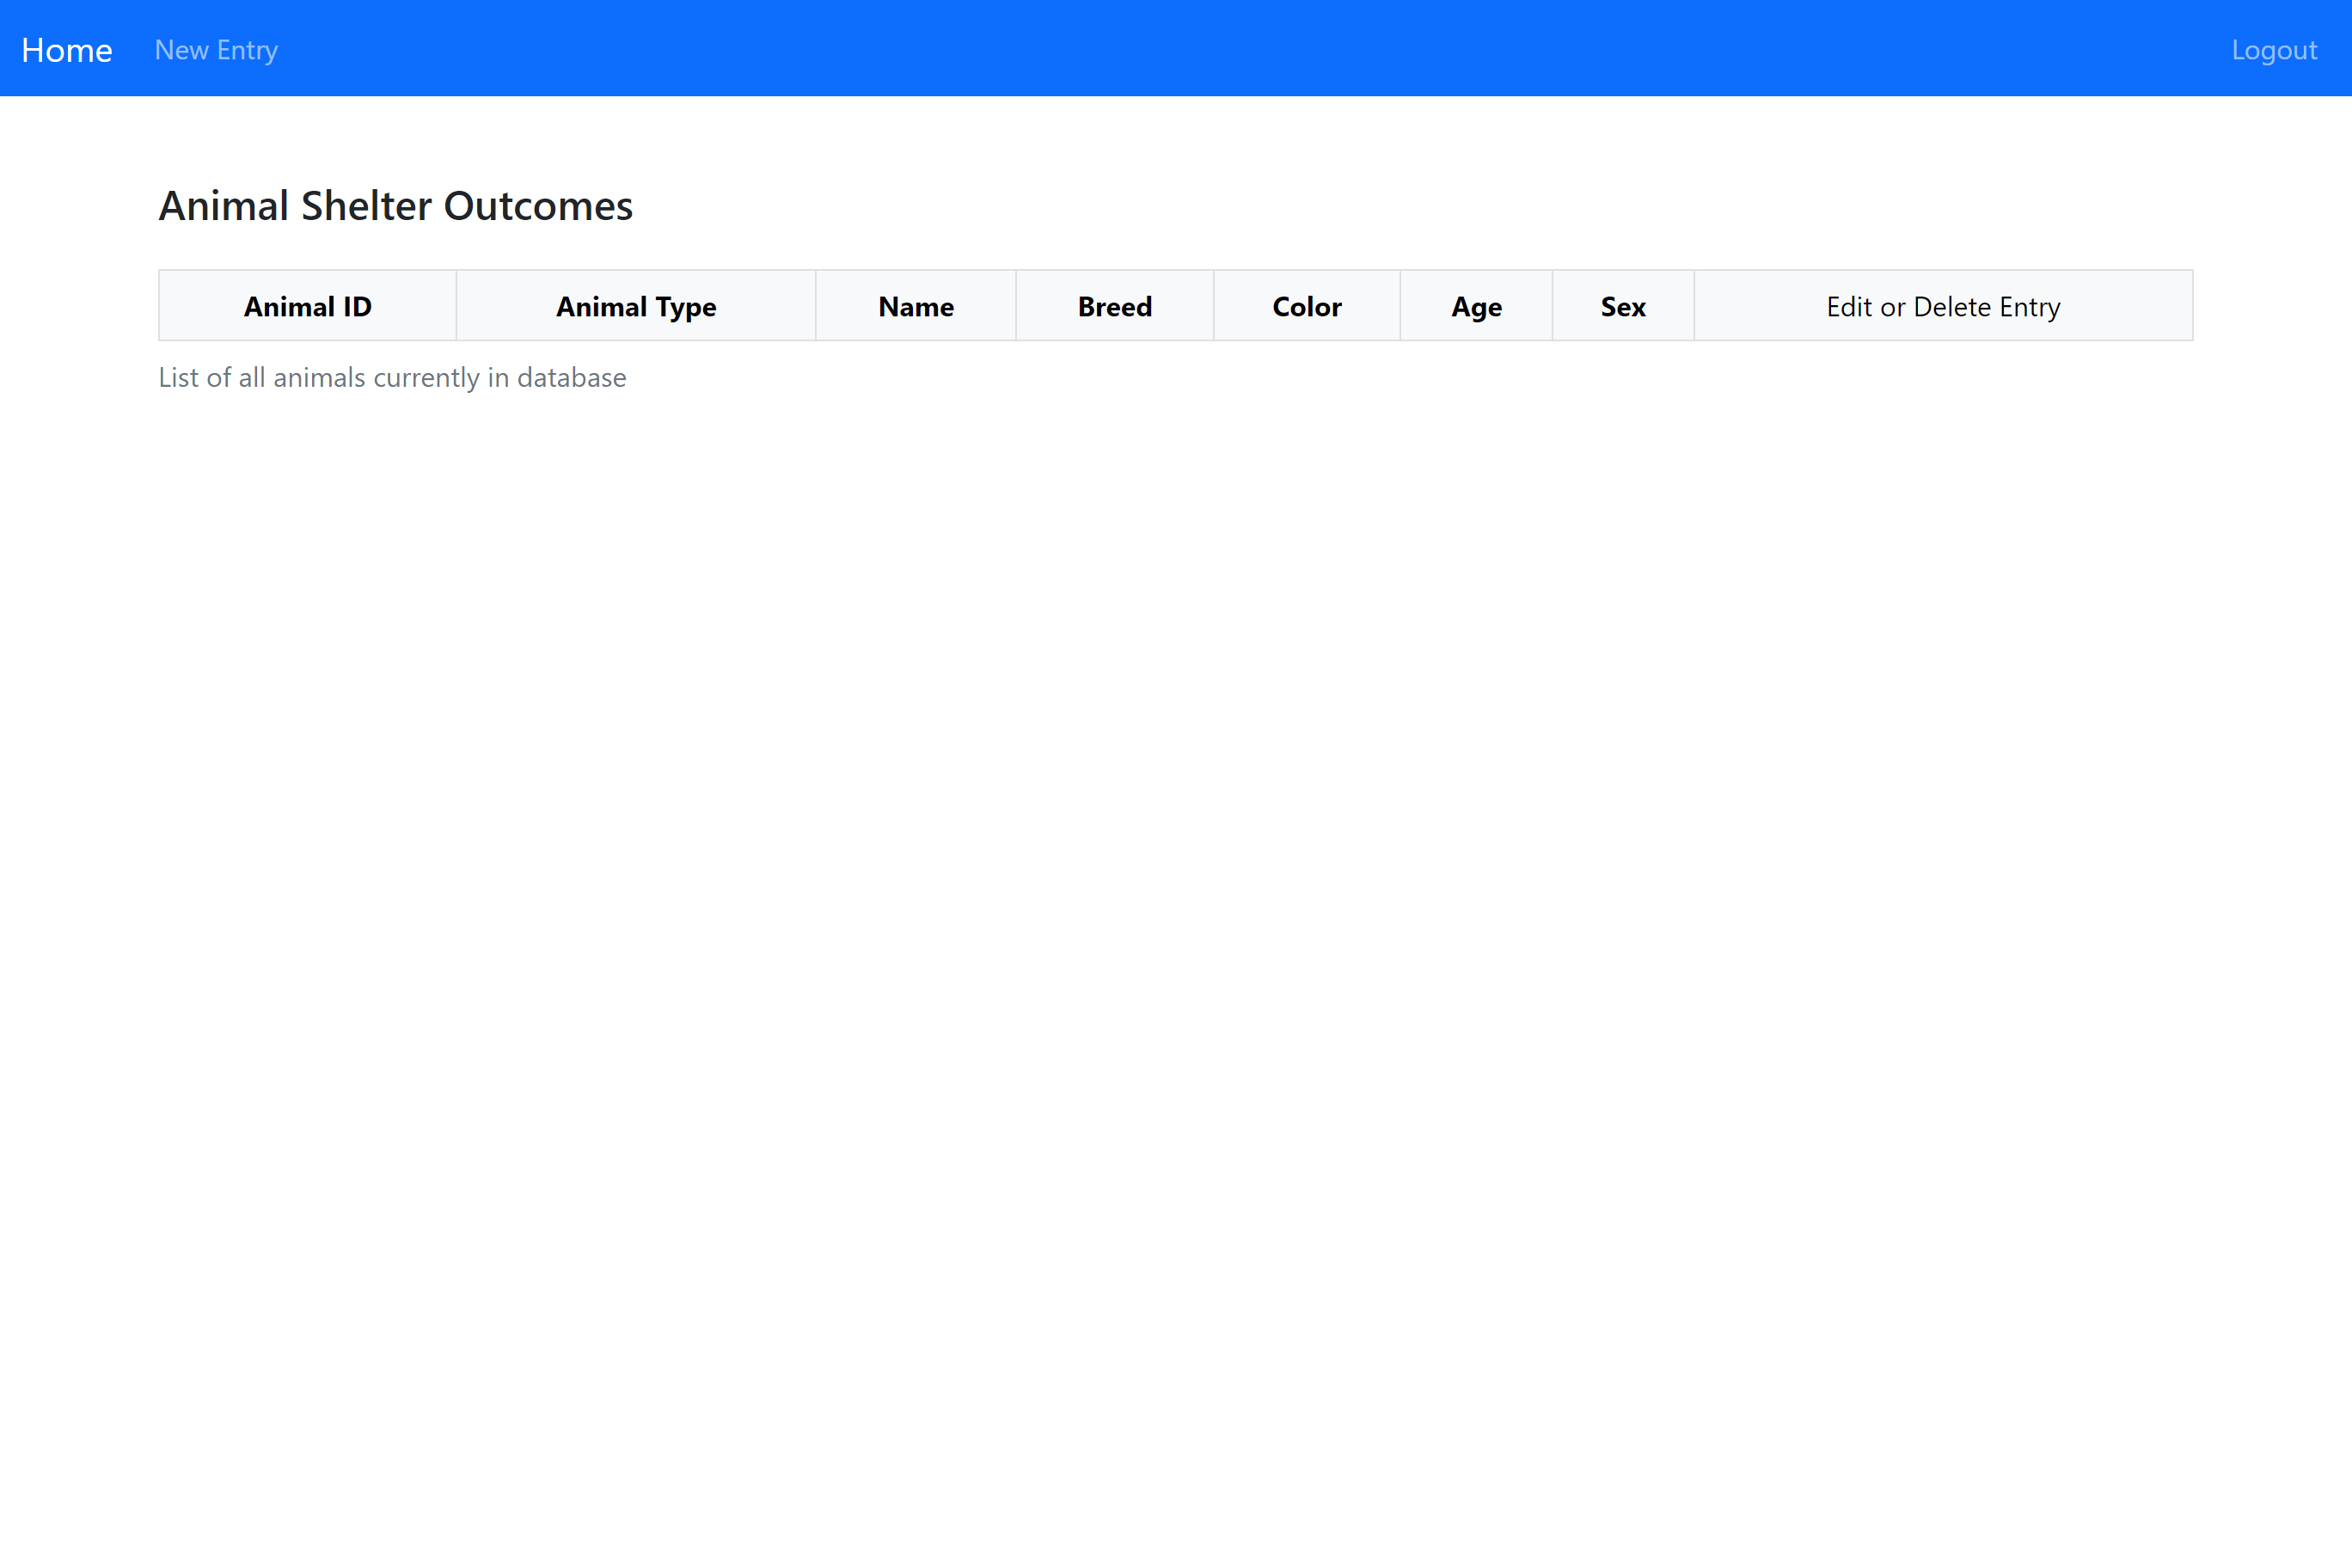 Home New Entry Logout
Animal Shelter Outcomes
Animal ID Animal Type Name Breed Color Age Sex Edit or Delete Entry
List of all animals currently in database